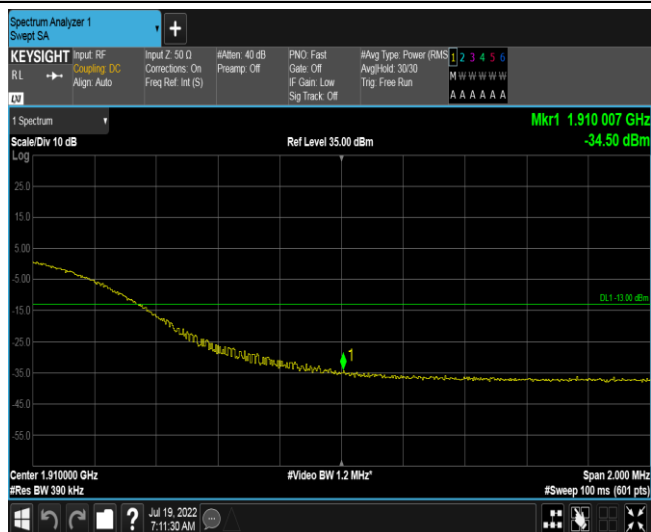 Spectrum Analyzer 1
Swept SA
+
KEYSIGHT
RL
LXI
Input: RF
Coupling: DC
Align: Auto
Input Z: 50 Ω
Corrections: On
Freq Ref: Int (S)
#Atten: 40 dB
Preamp: Off
PNO: Fast
Gate: Off
IF Gain: Low
Sig Track: Off
#Avg Type: Power (RMS
Avg|Hold: 30/30
Trig: Free Run
1 2 3 4 5 6
M W W W W W
A A A A A A
1 Spectrum
Scale/Div 10 dB
Ref Level 35.00 dBm
Mkr1 1.910 007 GHz
-34.50 dBm
Log
25.0
15.0
5.00
-5.00
DL1 -13.00 dBm
-15.0
-25.0
1
-35.0
-45.0
-55.0
Center 1.910000 GHz
#Video BW 1.2 MHz*
Span 2.000 MHz
#Res BW 390 kHz
#Sweep 100 ms (601 pts)
?
Jul 19, 2022
7:11:30 AM